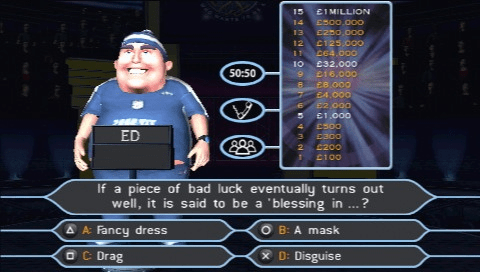 15 £1 MILLION
14 £500,000
13 £250,000
12 £125,000
11 £64,000
10 £32,000
9 £16,000
8 £8,000
7 £4,000
6 £2,000
5 £1,000
4 £500
3 £300
2 £200
1 £100
50:50
ED
If a piece of bad luck eventually turns out
well, it is said to be a 'blessing in ...?
A: Fancy dress
B: A mask
C: Drag
D: Disguise